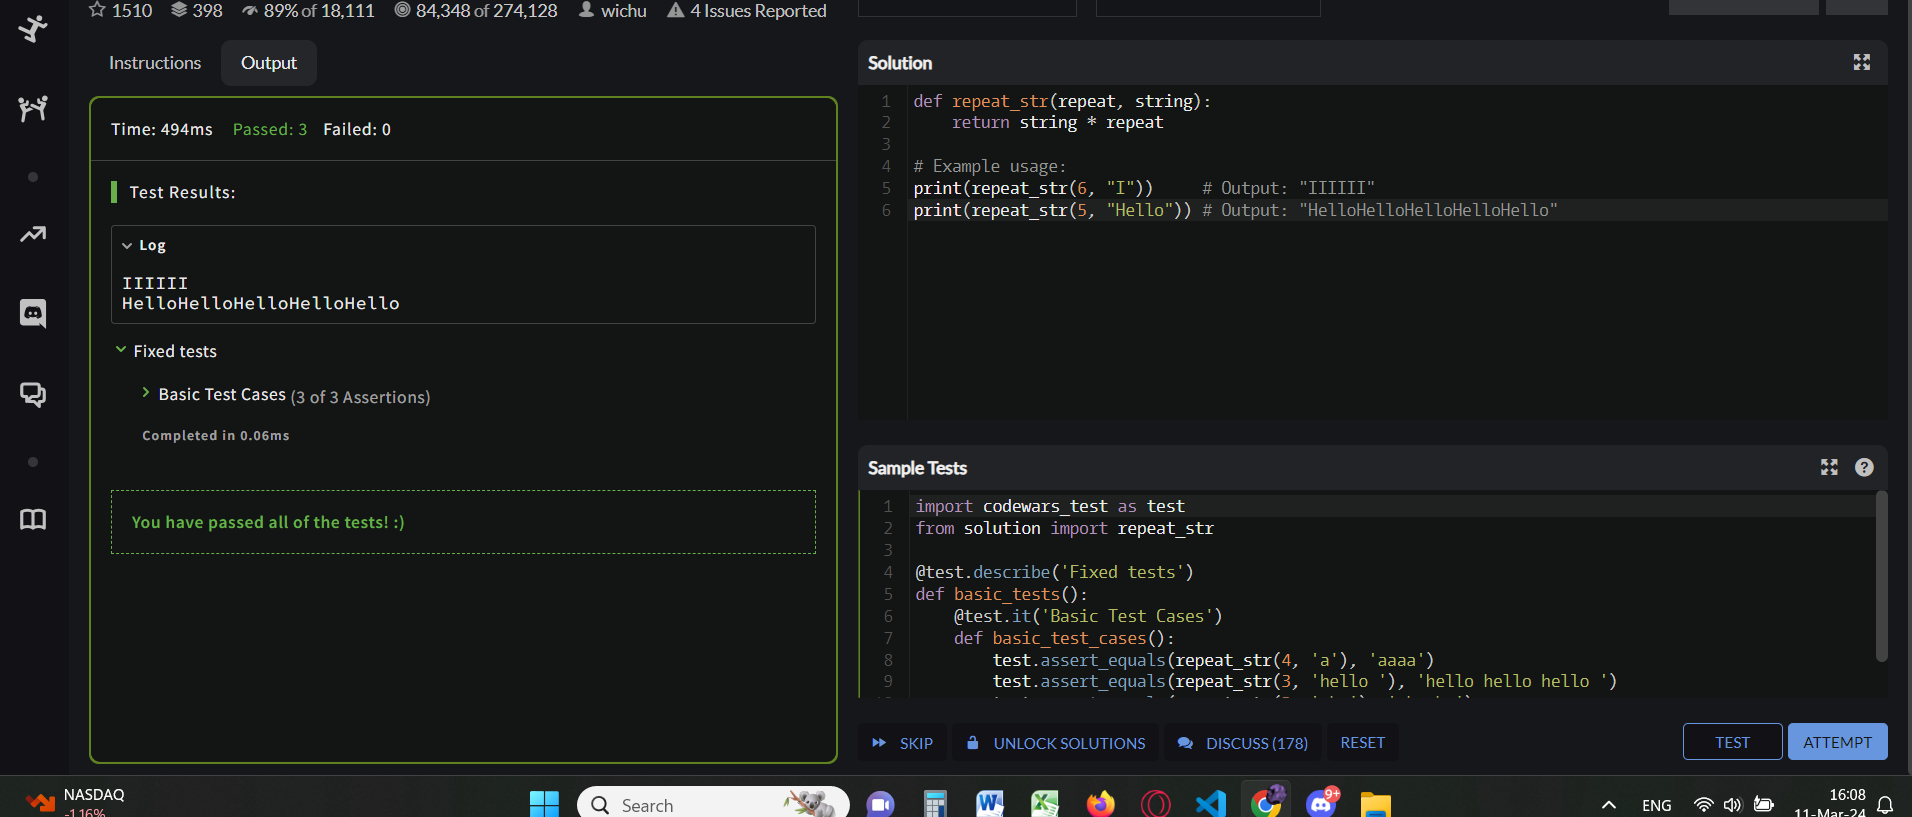 1510 398 89% of 18,111 84,348 of 274,128 wichu 4 Issues Reported
Instructions
Output
Time: 494ms Passed: 3 Failed: 0
Test Results:
Log
IIIIII
HelloHelloHelloHelloHello
Fixed tests
Basic Test Cases (3 of 3 Assertions)
Completed in 0.06ms
You have passed all of the tests! :)
Solution
1 def repeat_str(repeat, string):
2     return string * repeat
3
4 # Example usage:
5 print(repeat_str(6, "I"))     # Output: "IIIIII"
6 print(repeat_str(5, "Hello")) # Output: "HelloHelloHelloHelloHello"
Sample Tests
?
1 import codewars_test as test
2 from solution import repeat_str
3
4 @test.describe('Fixed tests')
5 def basic_tests():
6     @test.it('Basic Test Cases')
7     def basic_test_cases():
8         test.assert_equals(repeat_str(4, 'a'), 'aaaa')
9         test.assert_equals(repeat_str(3, 'hello '), 'hello hello hello ')
SKIP UNLOCK SOLUTIONS DISCUSS (178) RESET TEST ATTEMPT
NASDAQ
-1.16%
Search
9+
ENG
16:08
11-Mar-24